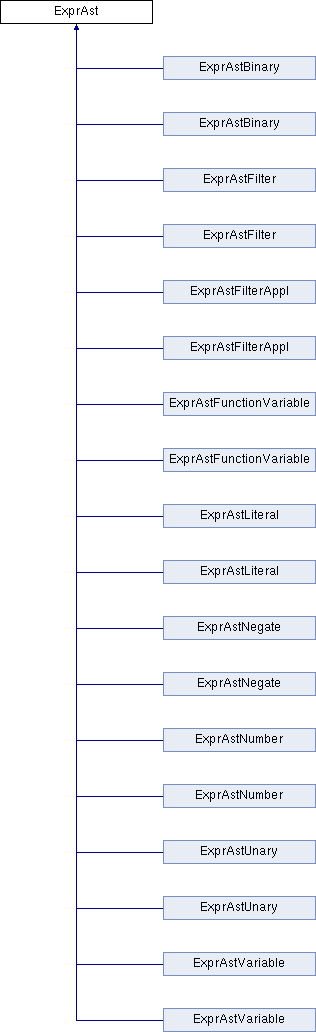 ExprAst
ExprAstBinary
ExprAstBinary
ExprAstFilter
ExprAstFilter
ExprAstFilterAppl
ExprAstFilterAppl
ExprAstFunctionVariable
ExprAstFunctionVariable
ExprAstLiteral
ExprAstLiteral
ExprAstNegate
ExprAstNegate
ExprAstNumber
ExprAstNumber
ExprAstUnary
ExprAstUnary
ExprAstVariable
ExprAstVariable